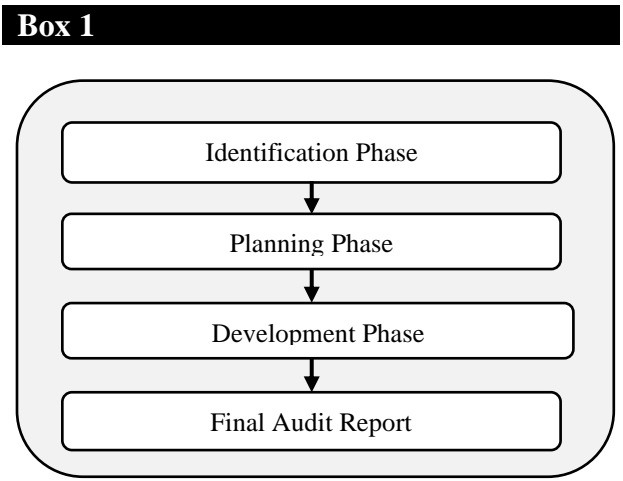 Box 1
Identification Phase
Planning Phase
Development Phase
Final Audit Report